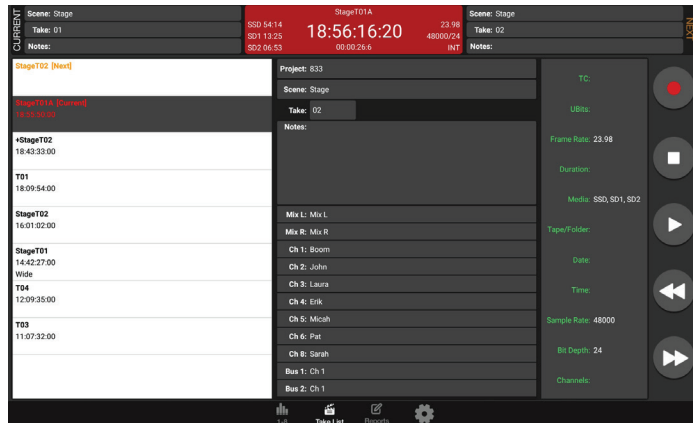 CURRENT
Scene: Stage
Take: 01
Notes:
SSD 54:14
SD1 13:25
SD2 06:53
StageT01A
18:56:16:20
00:00:26:6
23.98
48000/24
INT
Scene: Stage
Take: 02
Notes:
NEXT
StageT02 [Next]
StageT01A [Current]
18:55:50:10
+StageT02
18:43:33:00
T01
18:09:54:00
StageT02
16:01:02:00
StageT01
14:42:27:00
Wide
T04
12:09:35:00
T03
11:07:32:00
Project: 833
Scene: Stage
Take: 02
Notes:
Mix L: Mix L
Mix R: Mix R
Ch 1: Boom
Ch 2: John
Ch 3: Laura
Ch 4: Erik
Ch 5: Micah
Ch 6: Pat
Ch 8: Sarah
Bus 1: Ch 1
Bus 2: Ch 1
TC:
UBits:
Frame Rate: 23.98
Duration:
Media: SSD, SD1, SD2
Tape/Folder:
Date:
Time:
Sample Rate: 48000
Bit Depth: 24
Channels:
Take List
Reports